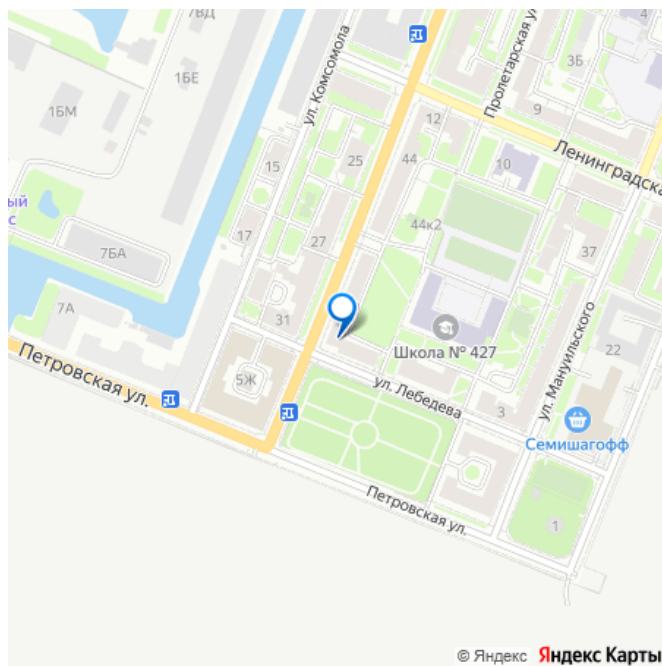 7ВД
4
1БЕ
ул. Комсомола
Пролетарская ул.
3Б
1БМ
9
12
Ленинградска
15
25
44
10
ый
с
17
27
44к2
7БА
37
7А
31
Школа № 427
22
ул. Мануильского
Петровская ул.
5Ж
ул. Лебедева
3
Семишагофф
Петровская ул.
1
© Яндекс Яндекс Карты